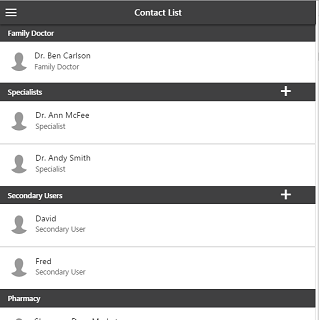 Contact List
Family Doctor
Dr. Ben Carlson
Family Doctor
Specialists
Dr. Ann McFee
Specialist
Dr. Andy Smith
Specialist
Secondary Users
David
Secondary User
Fred
Secondary User
Pharmacy